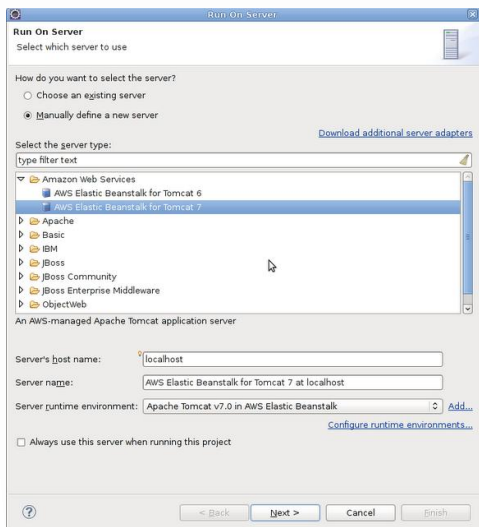 Run On Server
Run On Server
Select which server to use
How do you want to select the server?
Choose an existing server
Manually define a new server
Download additional server adapters
Select the server type:
type filter text
Amazon Web Services
AWS Elastic Beanstalk for Tomcat 6
AWS Elastic Beanstalk for Tomcat 7
Apache
Basic
IBM
JBoss
JBoss Community
JBoss Enterprise Middleware
ObjectWeb
An AWS-managed Apache Tomcat application server
Server's host name: localhost
Server name: AWS Elastic Beanstalk for Tomcat 7 at localhost
Server runtime environment: Apache Tomcat v7.0 in AWS Elastic Beanstalk Add...
Configure runtime environments...
Always use this server when running this project
? < Back Next > Cancel Finish